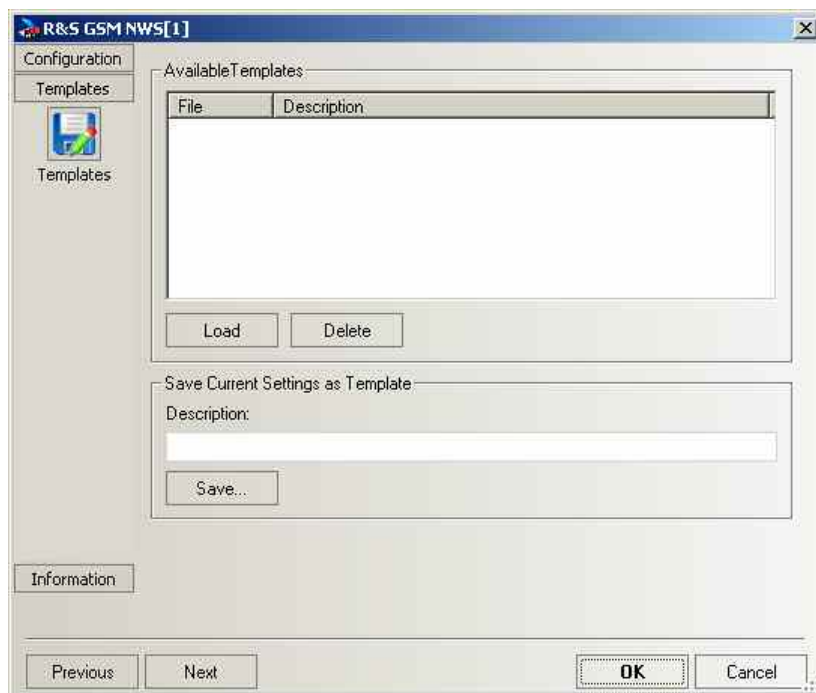 R&S GSM NWS[1]
Configuration
Templates
Templates
AvailableTemplates
File Description
Load Delete
Save Current Settings as Template
Description:
Save...
Information
Previous Next OK Cancel